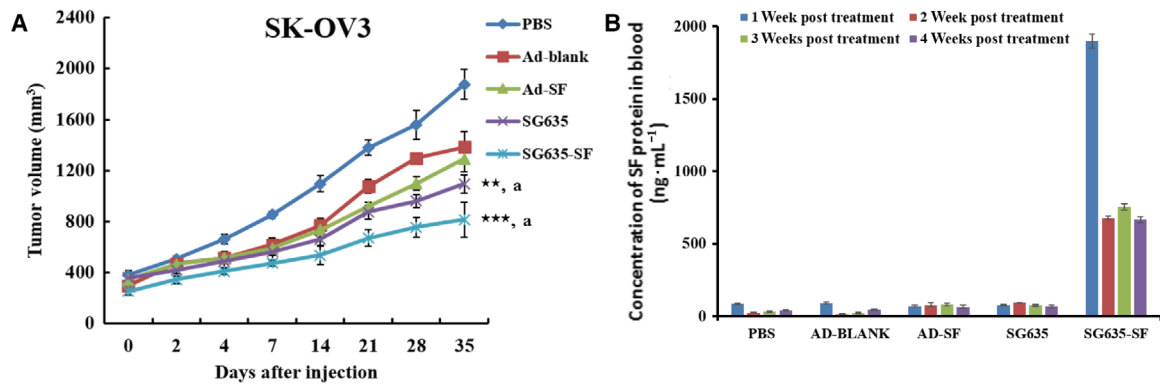 A
SK-OV3
Tumor volume (mm³)
2400
2000
1600
1200
800
400
0
0 2 4 7 14 21 28 35
Days after injection
PBS
Ad-blank
Ad-SF
SG635
SG635-SF
★★, a
★★★, a
B
1 Week post treatment 2 Week post treatment
3 Weeks post treatment 4 Weeks post treatment
Concentration of SF protein in blood
(ng·mL⁻¹)
2000
1500
1000
500
0
PBS AD-BLANK AD-SF SG635 SG635-SF